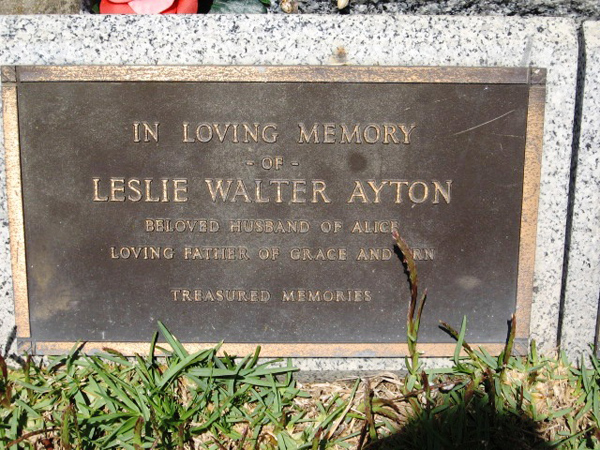 IN LOVING MEMORY
- OF -
LESLIE WALTER AYTON
BELOVED HUSBAND OF ALICE
LOVING FATHER OF GRACE AND
TREASURED MEMORIES